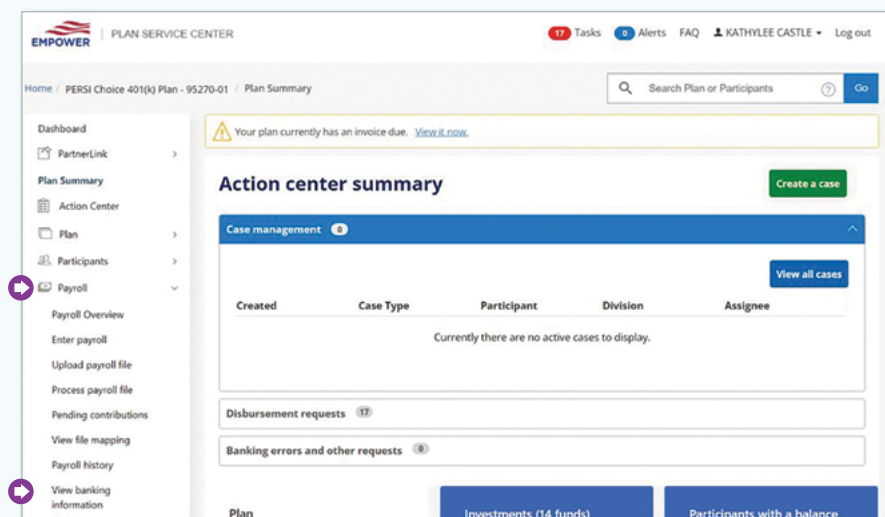 EMPOWER
PLAN SERVICE CENTER
17 Tasks 0 Alerts FAQ KATHYLEE CASTLE Log out
Home / PERSI Choice 401(k) Plan - 95270-01 / Plan Summary
Search Plan or Participants ? Go
Dashboard
PartnerLink
Plan Summary
Action Center
Plan
Participants
Payroll
Payroll Overview
Enter payroll
Upload payroll file
Process payroll file
Pending contributions
View file mapping
Payroll history
View banking
information
Your plan currently has an invoice due. View it now.
Action center summary
Create a case
Case management 0
View all cases
Created Case Type Participant Division Assignee
Currently there are no active cases to display.
Disbursement requests 17
Banking errors and other requests 0
Plan
Investments (14 funds)
Participants with a balance